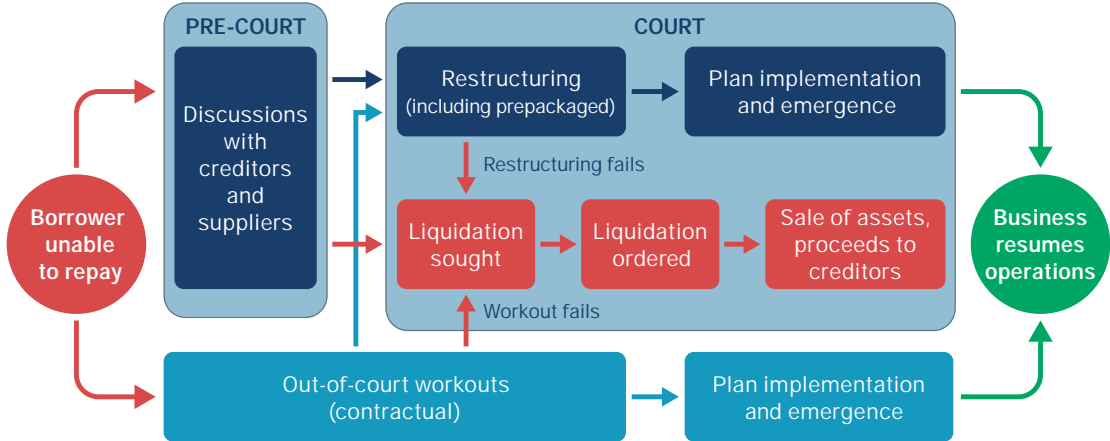 PRE-COURT
COURT
Discussions
with
creditors
and
suppliers
Restructuring
(including prepackaged)
Plan implementation
and emergence
Restructuring fails
Borrower
unable
to repay
Liquidation
sought
Liquidation
ordered
Sale of assets,
proceeds to
creditors
Business
resumes
operations
Workout fails
Out-of-court workouts
(contractual)
Plan implementation
and emergence